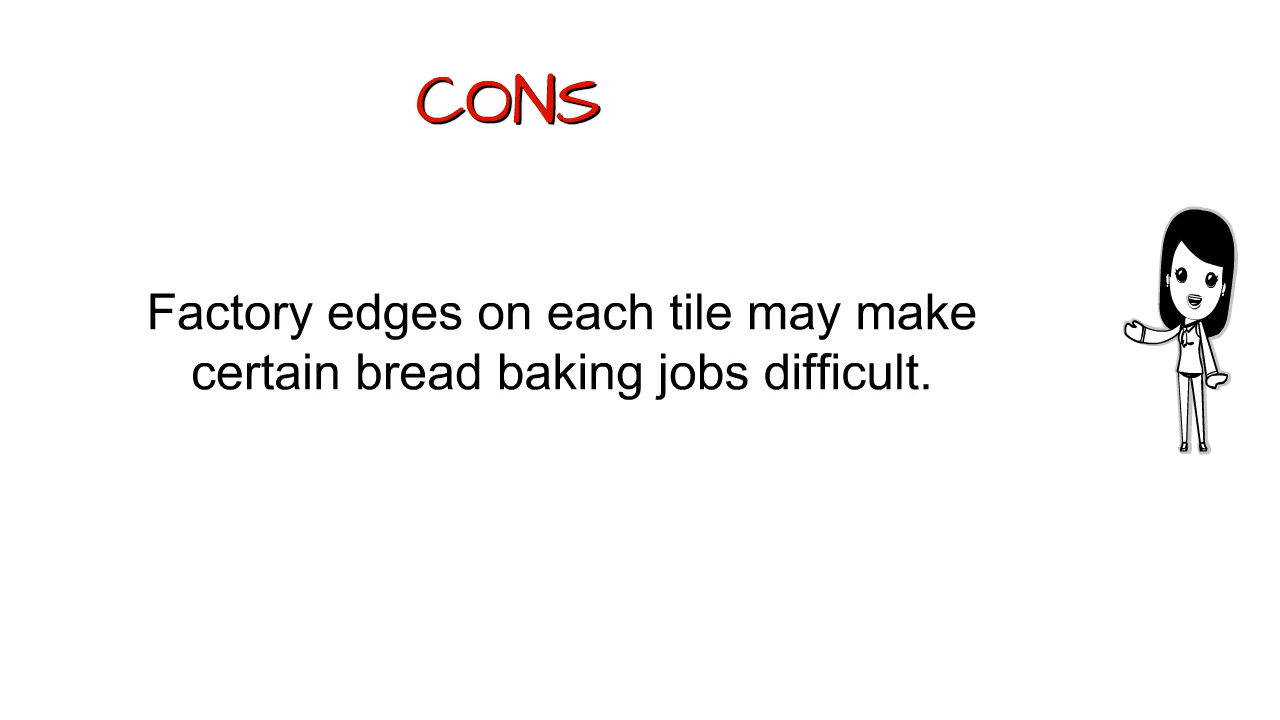 CONS
Factory edges on each tile may make
certain bread baking jobs difficult.